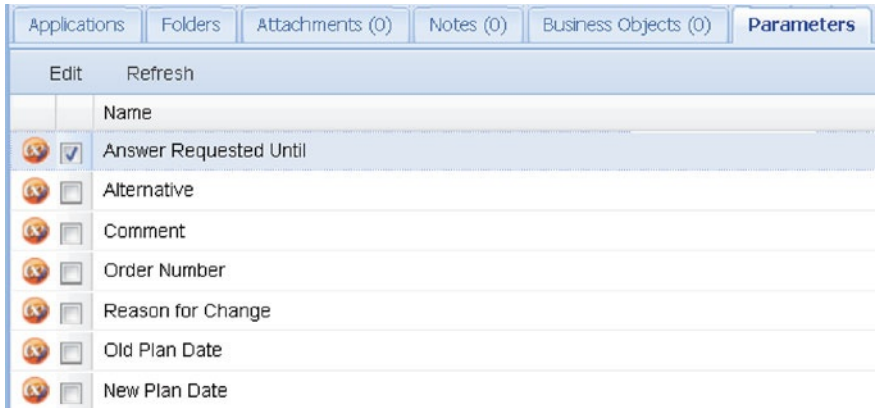 Applications Folders Attachments (0) Notes (0) Business Objects (0) Parameters
Edit Refresh
Name
Answer Requested Until
Alternative
Comment
Order Number
Reason for Change
Old Plan Date
New Plan Date